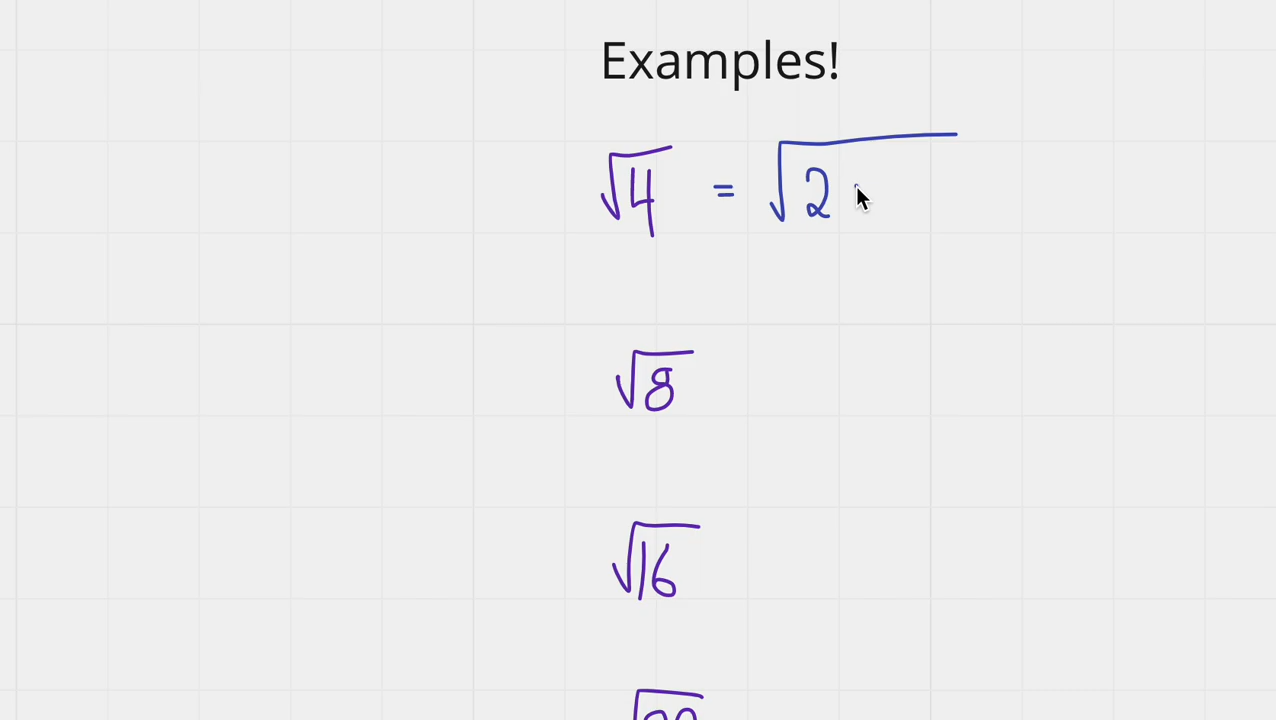 Examples!
√4 = √2
√8
√16